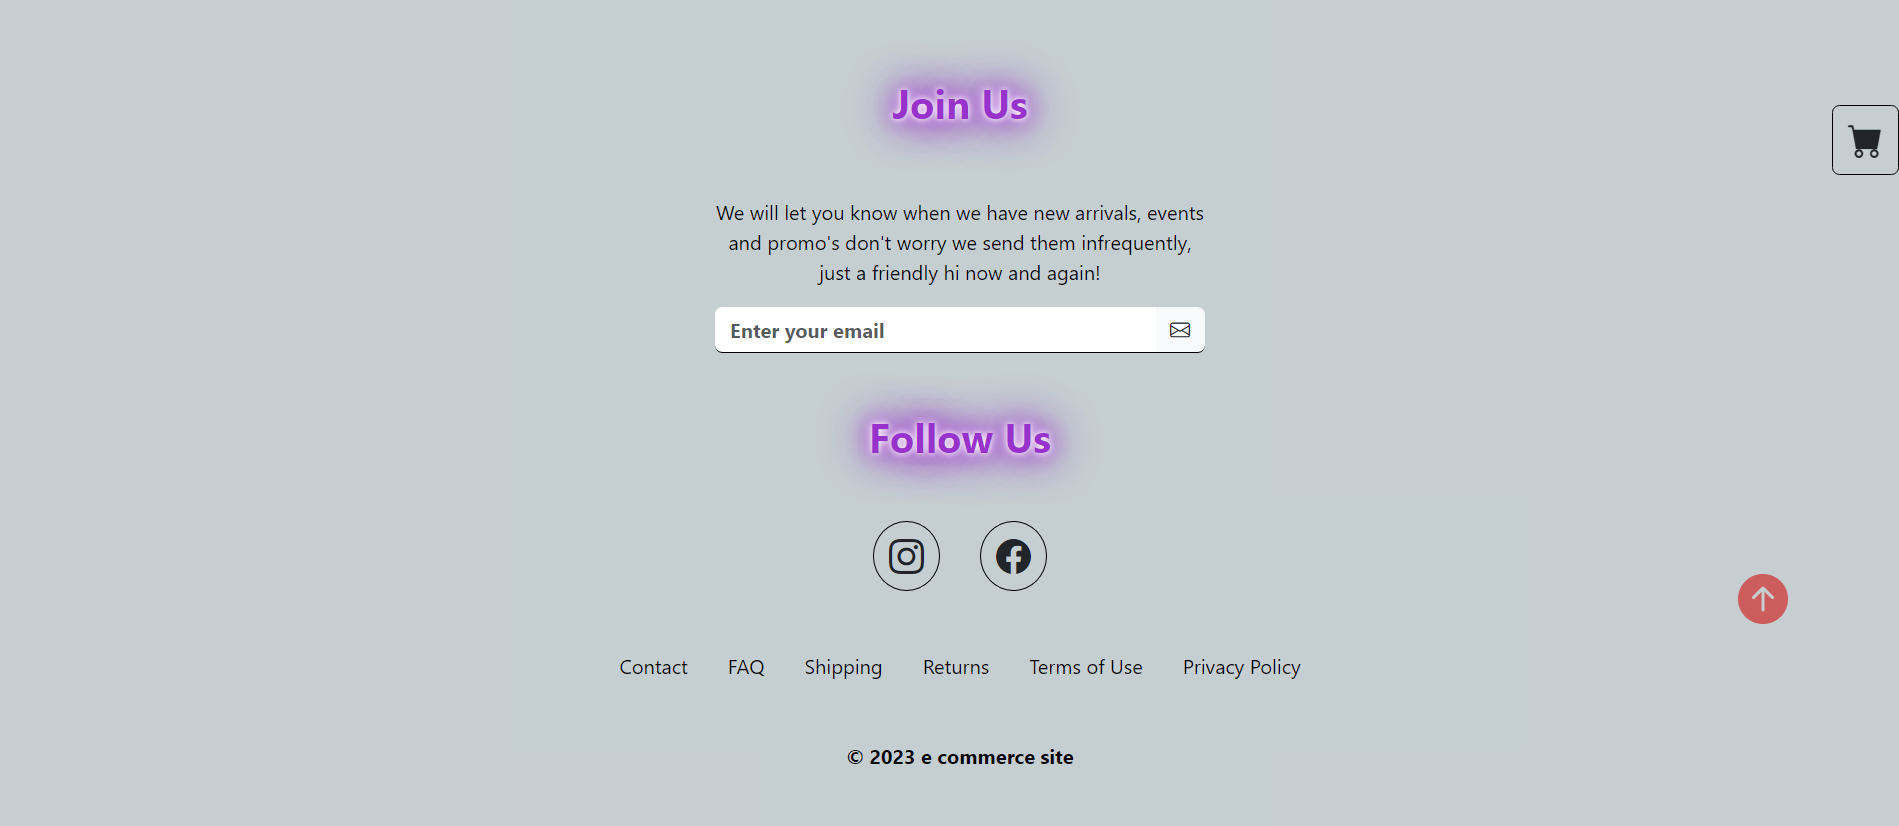 Join Us
We will let you know when we have new arrivals, events
and promo's don't worry we send them infrequently,
just a friendly hi now and again!
Enter your email
Follow Us
Contact FAQ Shipping Returns Terms of Use Privacy Policy
© 2023 e commerce site